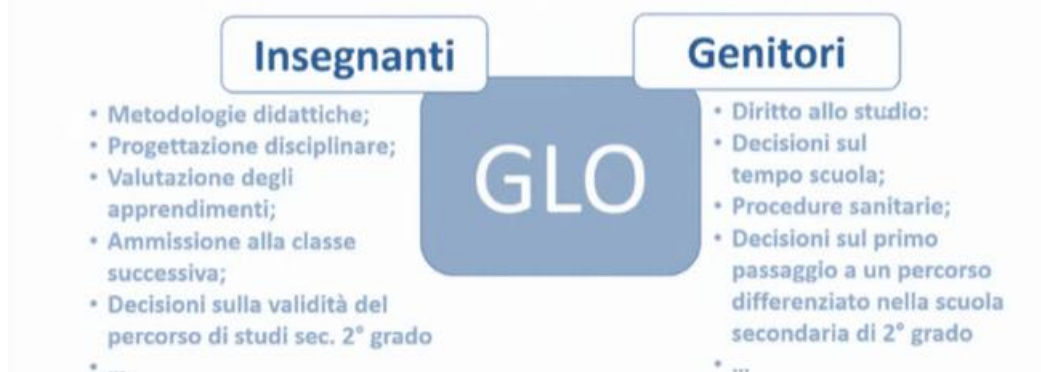 Insegnanti
• Metodologie didattiche;
• Progettazione disciplinare;
• Valutazione degli
apprendimenti;
• Ammissione alla classe
successiva;
• Decisioni sulla validità del
percorso di studi sec. 2° grado
• ...
GLO
Genitori
• Diritto allo studio:
• Decisioni sul
tempo scuola;
• Procedure sanitarie;
• Decisioni sul primo
passaggio a un percorso
differenziato nella scuola
secondaria di 2° grado
• ...